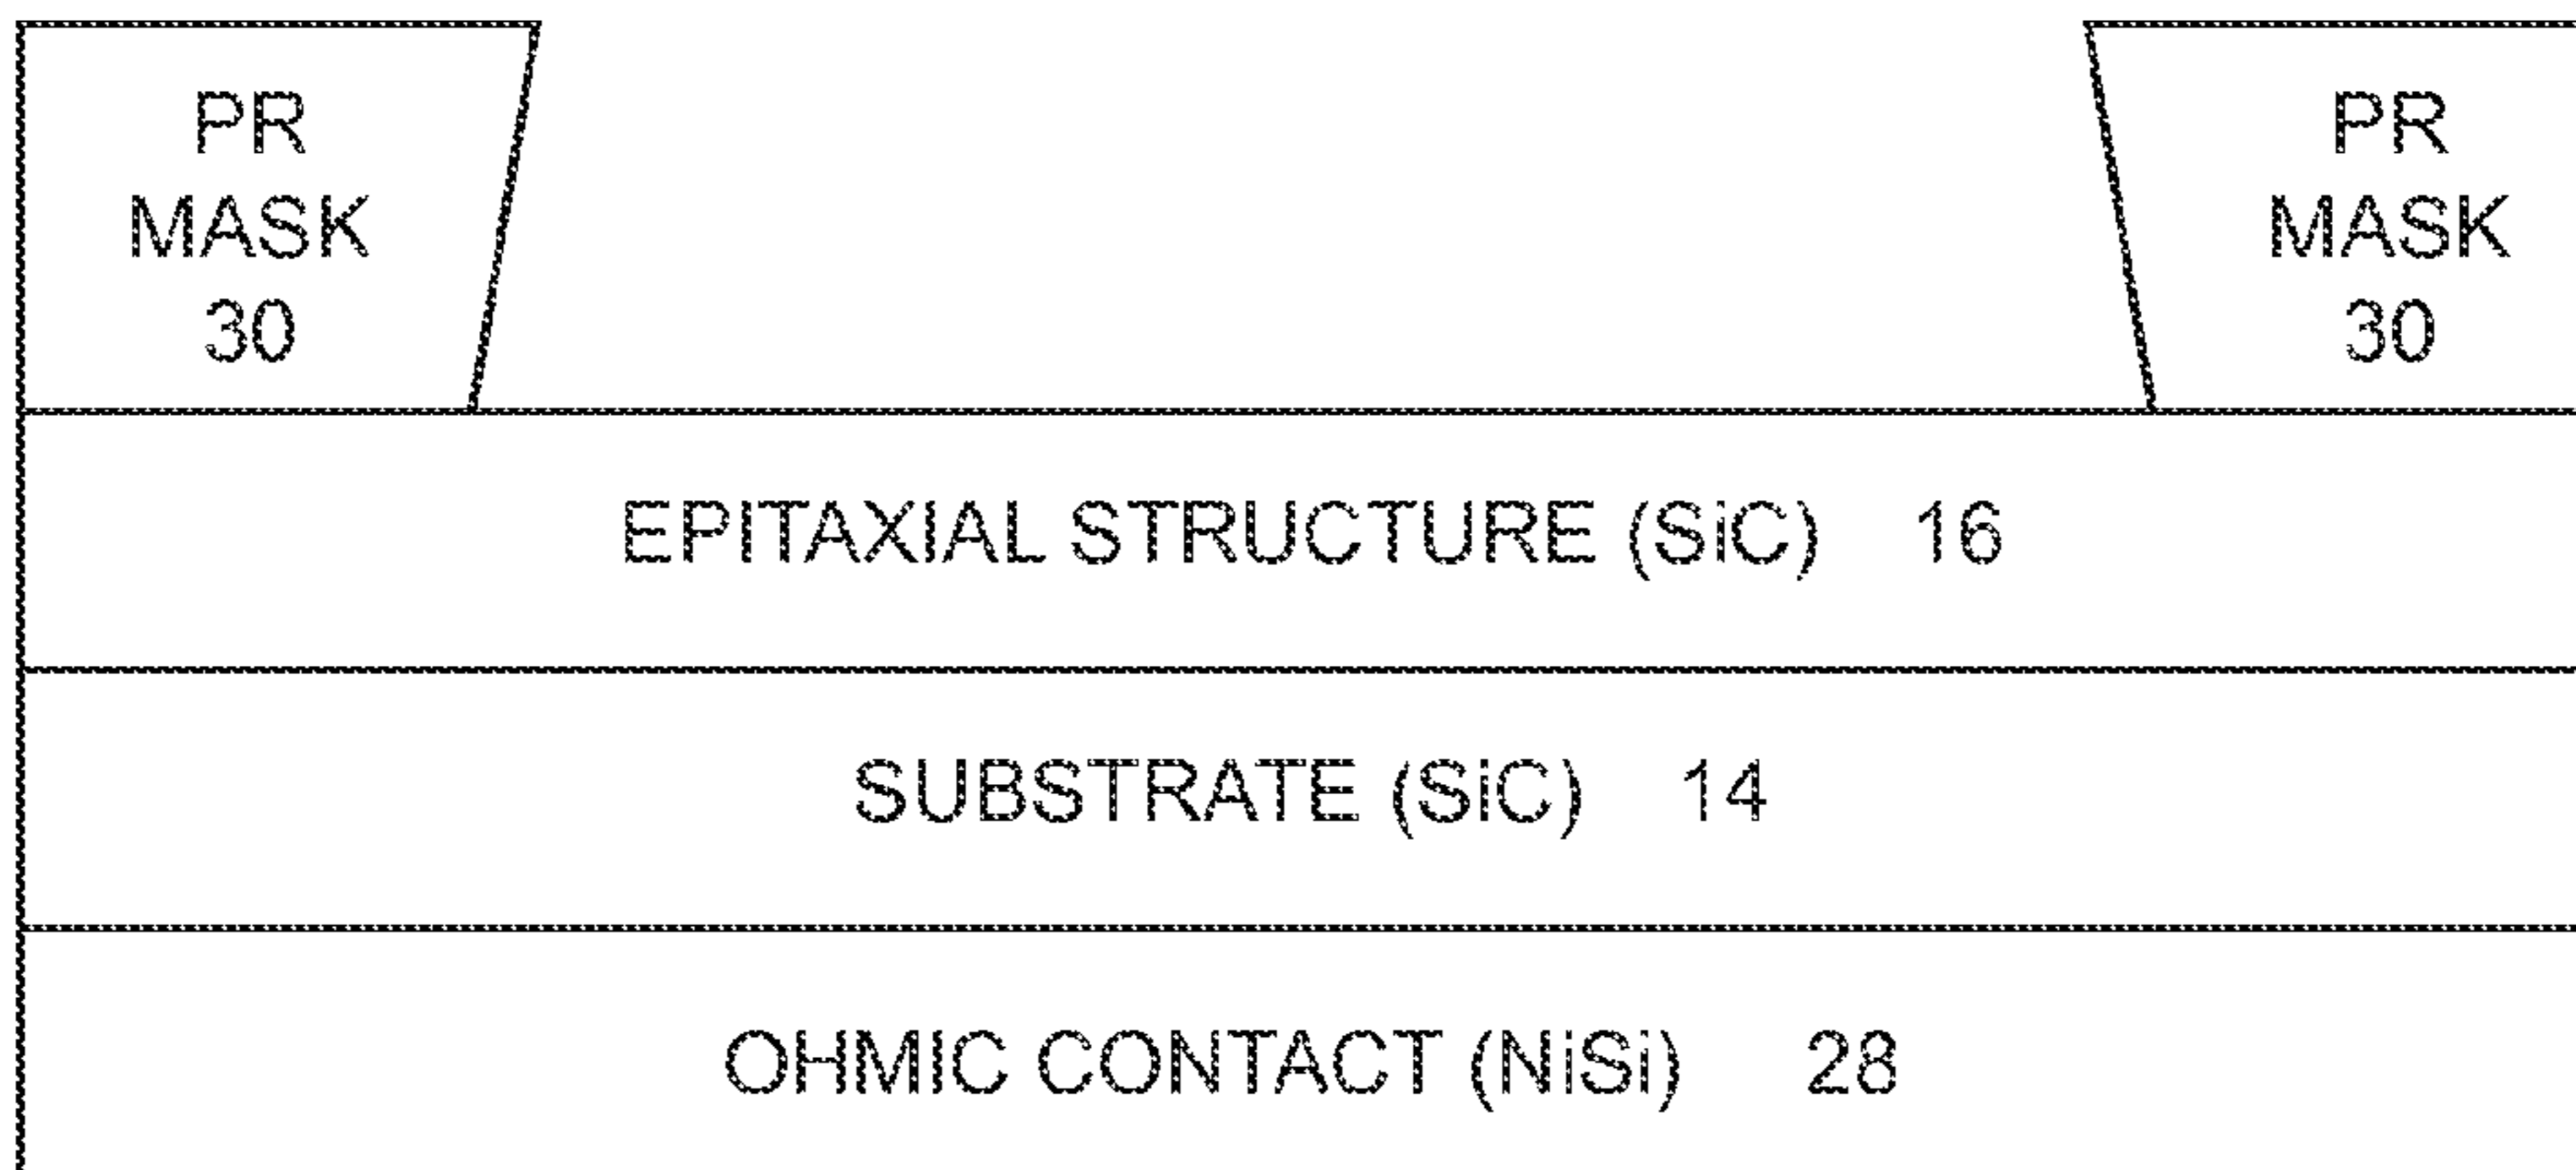 PR
MASK
30
PR
MASK
30
EPITAXIAL STRUCTURE (SiC) 16
SUBSTRATE (SiC) 14
OHMIC CONTACT (NiSi) 28